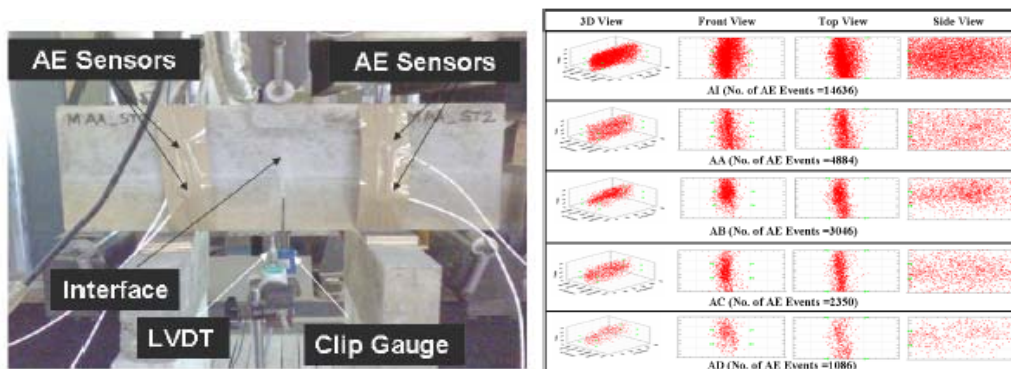 AE Sensors
AE Sensors
MAA_ST2
MAA_ST2
Interface
LVDT
Clip Gauge
3D View Front View Top View Side View
AI (No. of AE Events =14636)
AA (No. of AE Events =4884)
AB (No. of AE Events =3046)
AC (No. of AE Events =2350)
AD (No. of AE Events =1086)